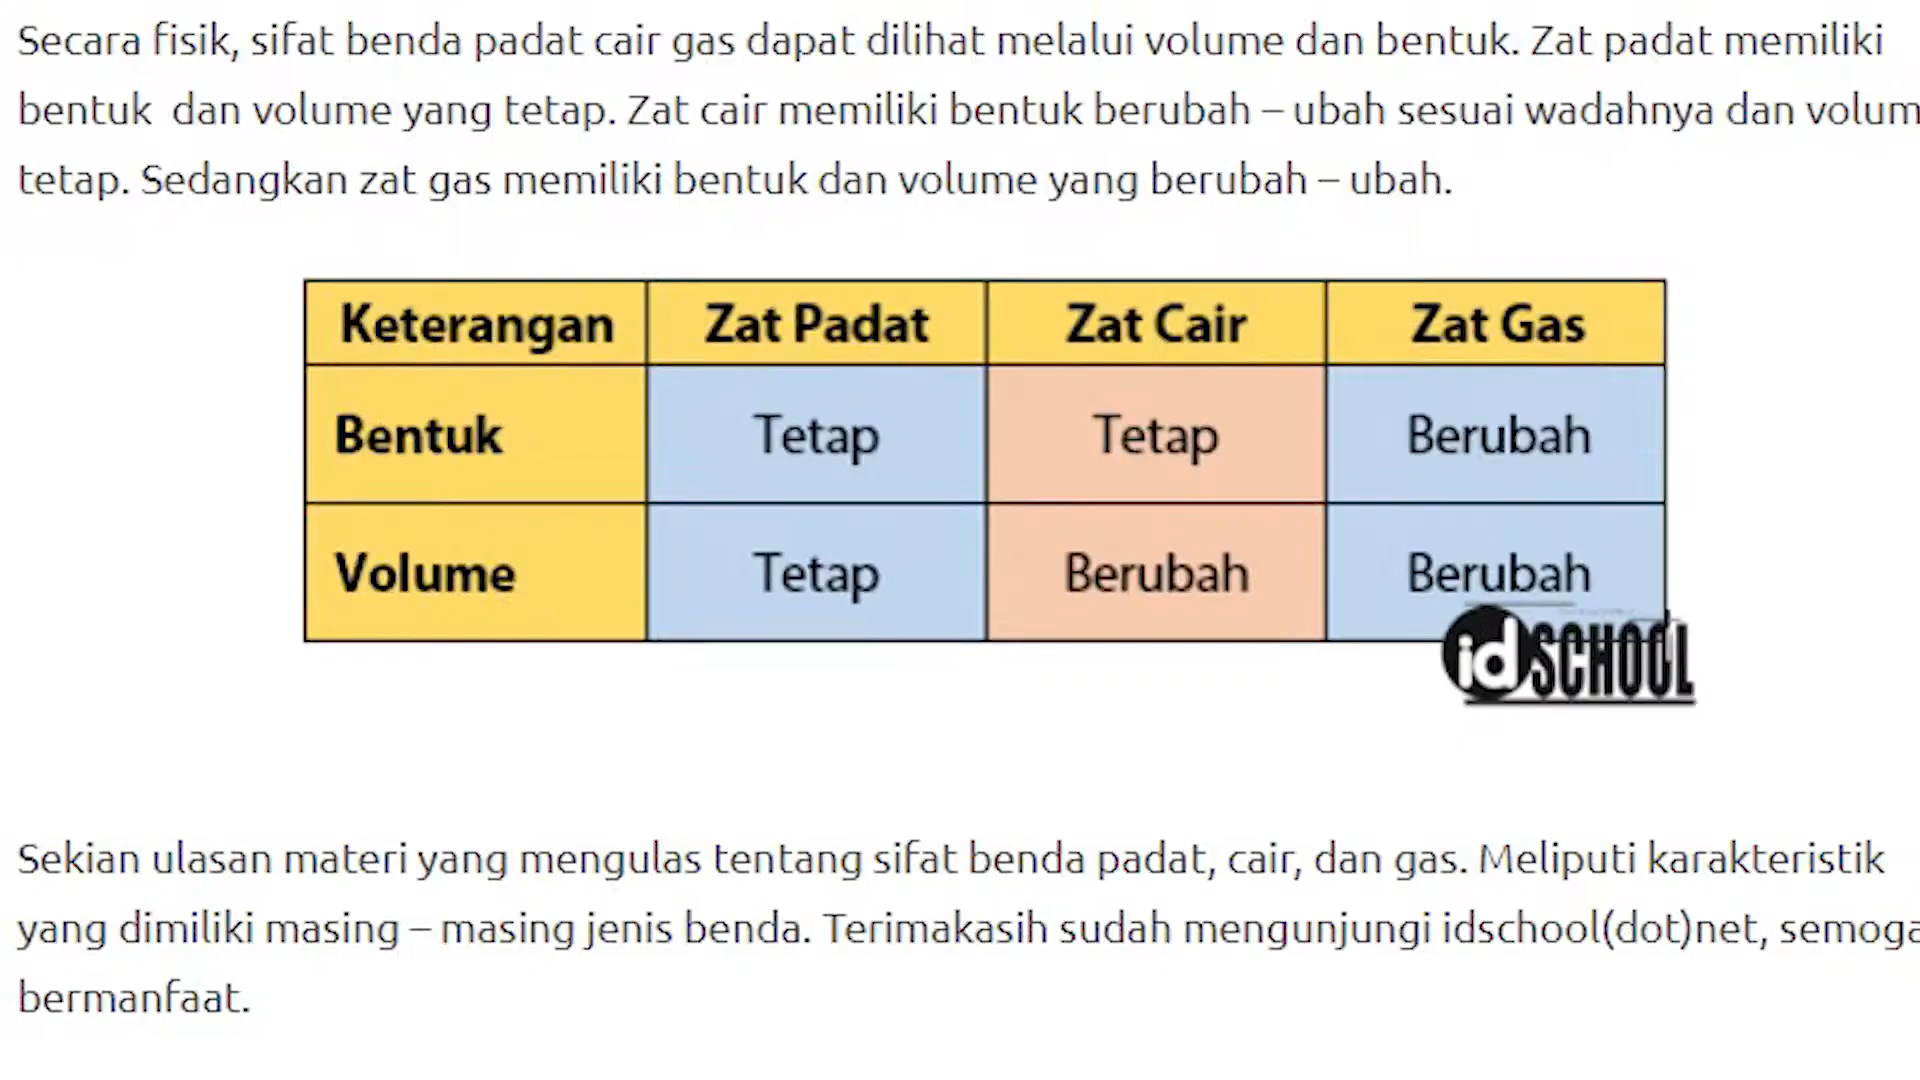 Secara fisik, sifat benda padat cair gas dapat dilihat melalui volume dan bentuk. Zat padat memiliki
bentuk dan volume yang tetap. Zat cair memiliki bentuk berubah – ubah sesuai wadahnya dan volum
tetap. Sedangkan zat gas memiliki bentuk dan volume yang berubah – ubah.
Keterangan Zat Padat Zat Cair Zat Gas
Bentuk Tetap Tetap Berubah
Volume Tetap Berubah Berubah
idSCHOOL
Sekian ulasan materi yang mengulas tentang sifat benda padat, cair, dan gas. Meliputi karakteristik
yang dimiliki masing – masing jenis benda. Terimakasih sudah mengunjungi idschool(dot)net, semoga
bermanfaat.